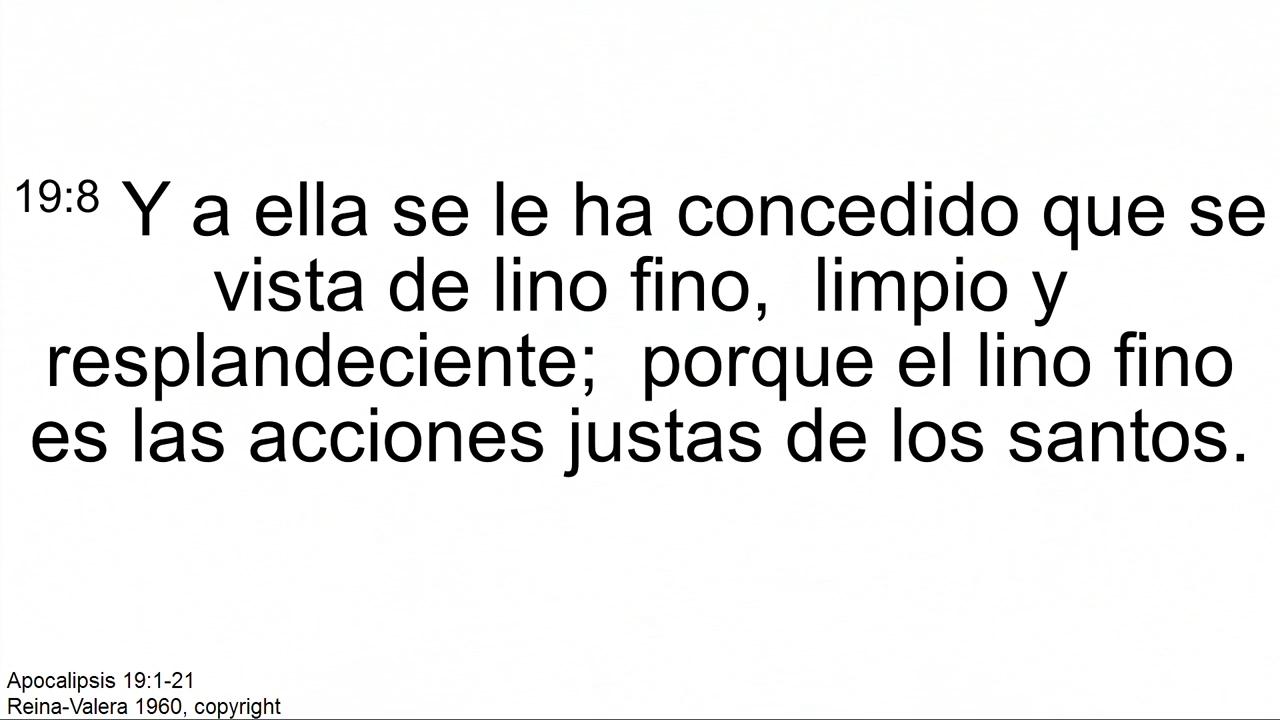 19:8 Y a ella se le ha concedido que se
vista de lino fino,  limpio y
resplandeciente;  porque el lino fino
es las acciones justas de los santos.
Apocalipsis 19:1-21
Reina-Valera 1960, copyright